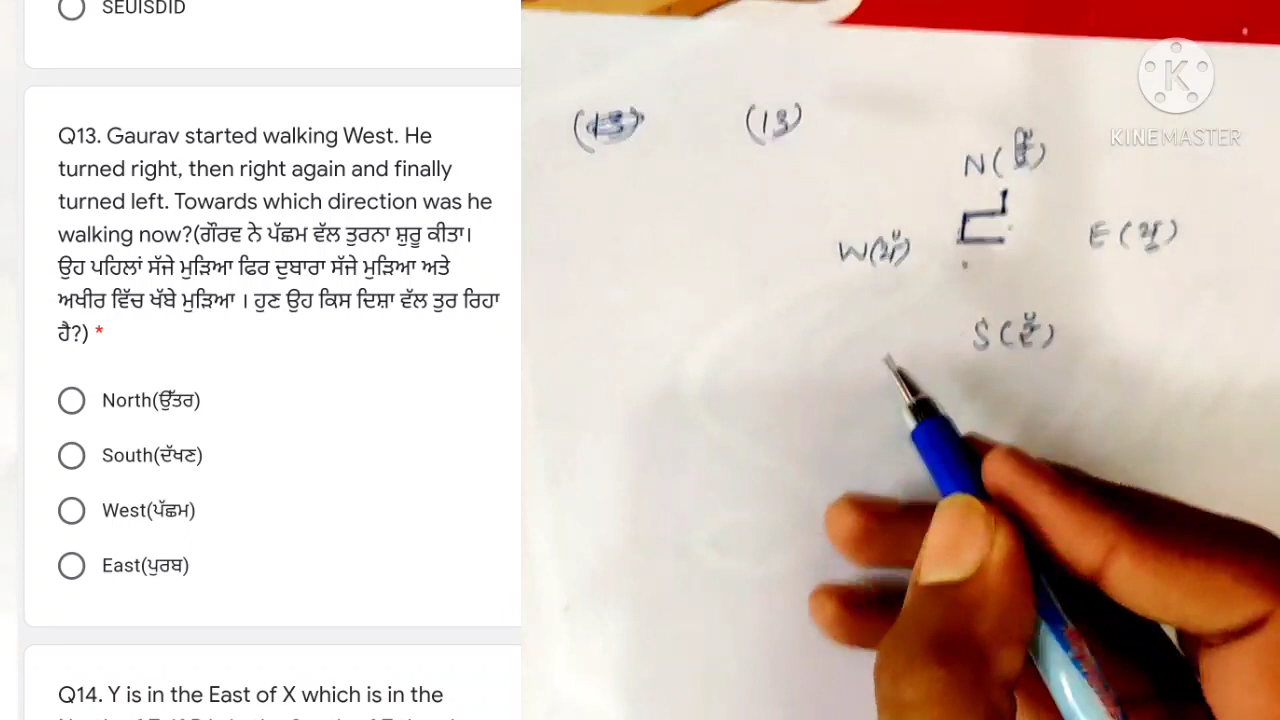 SEUISDID
Q13. Gaurav started walking West. He
turned right, then right again and finally
turned left. Towards which direction was he
walking now?(ਗੌਰਵ ਨੇ ਪੱਛਮ ਵੱਲ ਤੁਰਨਾ ਸ਼ੁਰੂ ਕੀਤਾ।
ਉਹ ਪਹਿਲਾਂ ਸੱਜੇ ਮੁੜਿਆ ਫਿਰ ਦੁਬਾਰਾ ਸੱਜੇ ਮੁੜਿਆ ਅਤੇ
ਅਖੀਰ ਵਿੱਚ ਖੱਬੇ ਮੁੜਿਆ । ਹੁਣ ਉਹ ਕਿਸ ਦਿਸ਼ਾ ਵੱਲ ਤੁਰ ਰਿਹਾ
ਹੈ?) *
North(ਉੱਤਰ)
South(ਦੱਖਣ)
West(ਪੱਛਮ)
East(ਪੁਰਬ)
Q14. Y is in the East of X which is in the
(13)
N
W
E (ਪੂ)
S (ਦੱ)
KINEMASTER